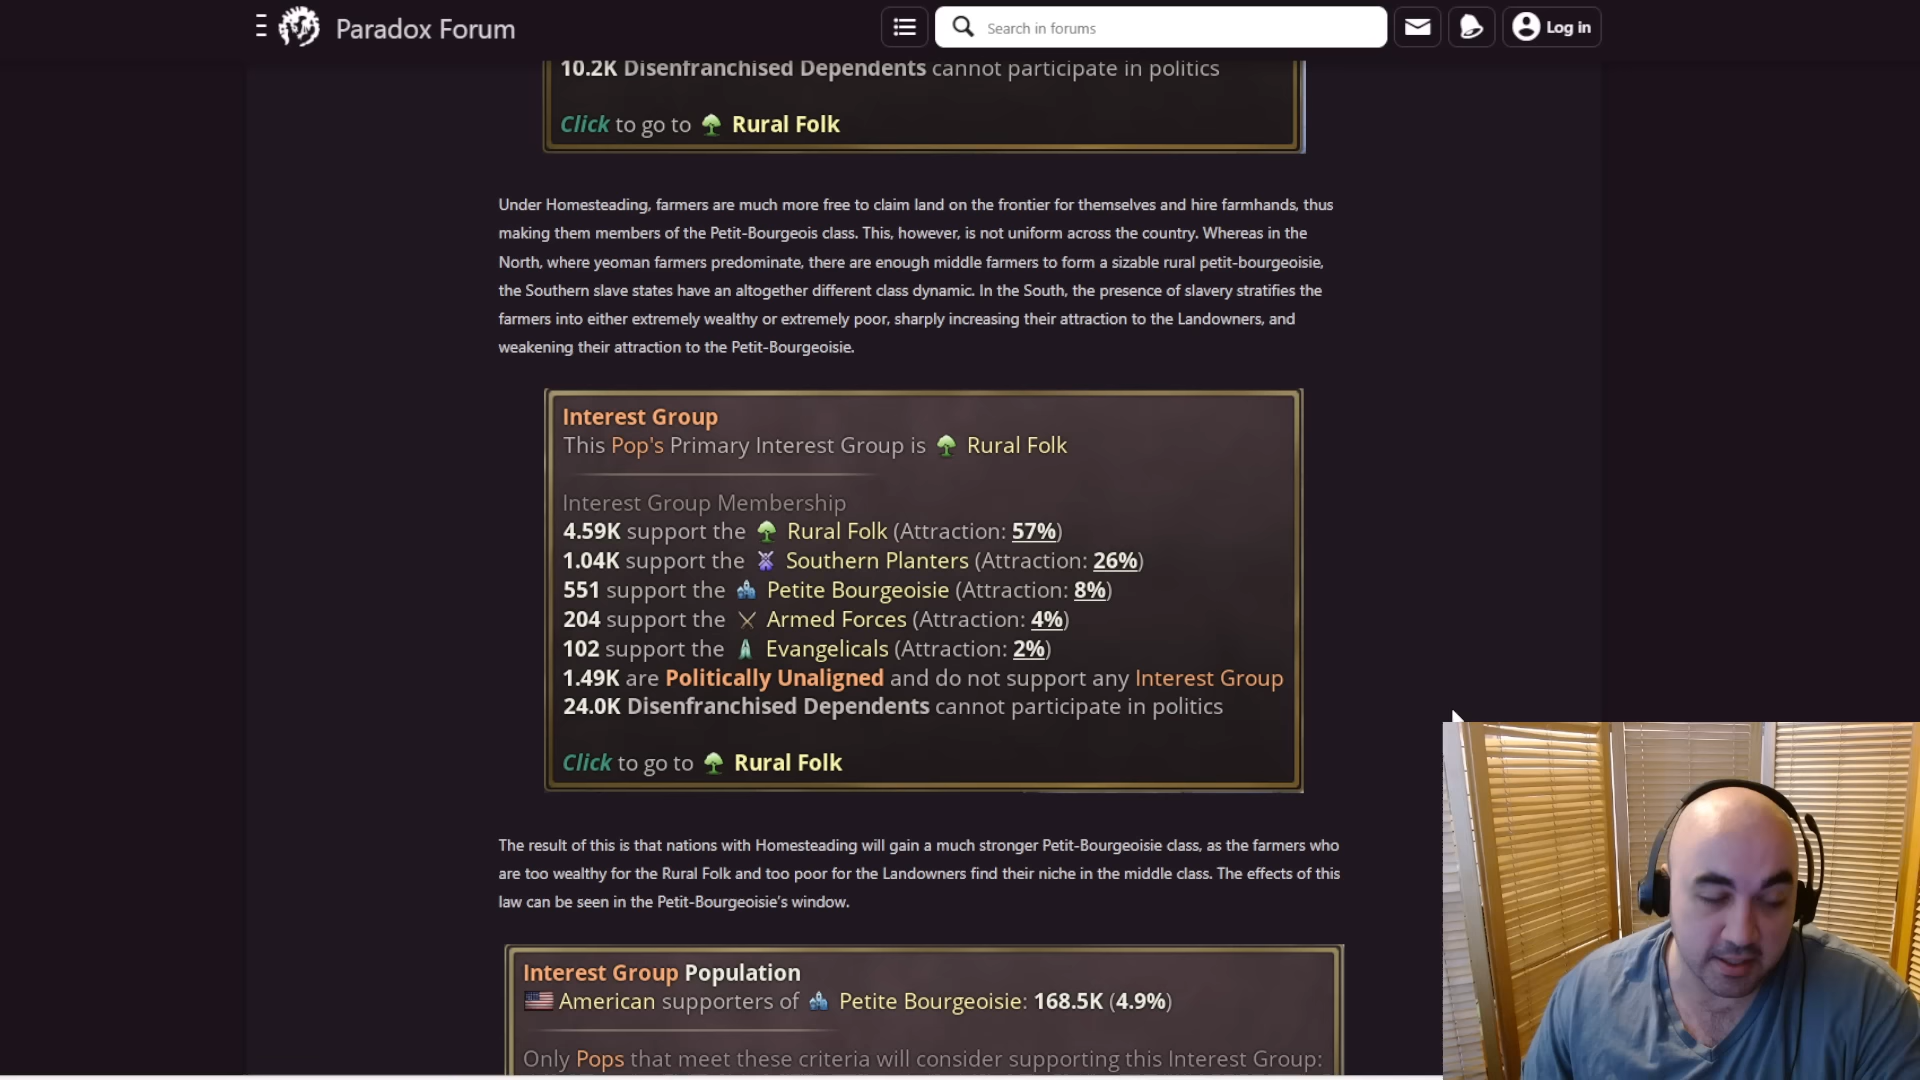 Paradox Forum
Search in forums
Log in
10.2K Disenfranchised Dependents cannot participate in politics
Click to go to Rural Folk
Under Homesteading, farmers are much more free to claim land on the frontier for themselves and hire farmhands, thus
making them members of the Petit-Bourgeois class. This, however, is not uniform across the country. Whereas in the
North, where yeoman farmers predominate, there are enough middle farmers to form a sizable rural petit-bourgeoisie,
the Southern slave states have an altogether different class dynamic. In the South, the presence of slavery stratifies the
farmers into either extremely wealthy or extremely poor, sharply increasing their attraction to the Landowners, and
weakening their attraction to the Petit-Bourgeoisie.
Interest Group
This Pop's Primary Interest Group is Rural Folk
Interest Group Membership
4.59K support the Rural Folk (Attraction: 57%)
1.04K support the Southern Planters (Attraction: 26%)
551 support the Petite Bourgeoisie (Attraction: 8%)
204 support the Armed Forces (Attraction: 4%)
102 support the Evangelicals (Attraction: 2%)
1.49K are Politically Unaligned and do not support any Interest Group
24.0K Disenfranchised Dependents cannot participate in politics
Click to go to Rural Folk
The result of this is that nations with Homesteading will gain a much stronger Petit-Bourgeoisie class, as the farmers who
are too wealthy for the Rural Folk and too poor for the Landowners find their niche in the middle class. The effects of this
law can be seen in the Petit-Bourgeoisie's window.
Interest Group Population
American supporters of Petite Bourgeoisie: 168.5K (4.9%)
Only Pops that meet these criteria will consider supporting this Interest Group: